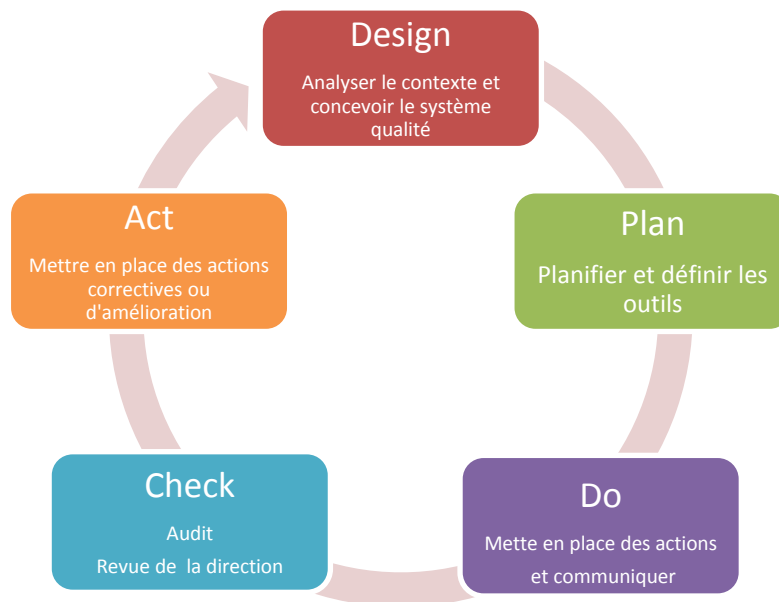 Design
Analyser le contexte et
concevoir le système
qualité
Plan
Planifier et définir les
outils
Do
Mette en place des actions
et communiquer
Check
Audit
Revue de la direction
Act
Mettre en place des actions
correctives ou
d'amélioration